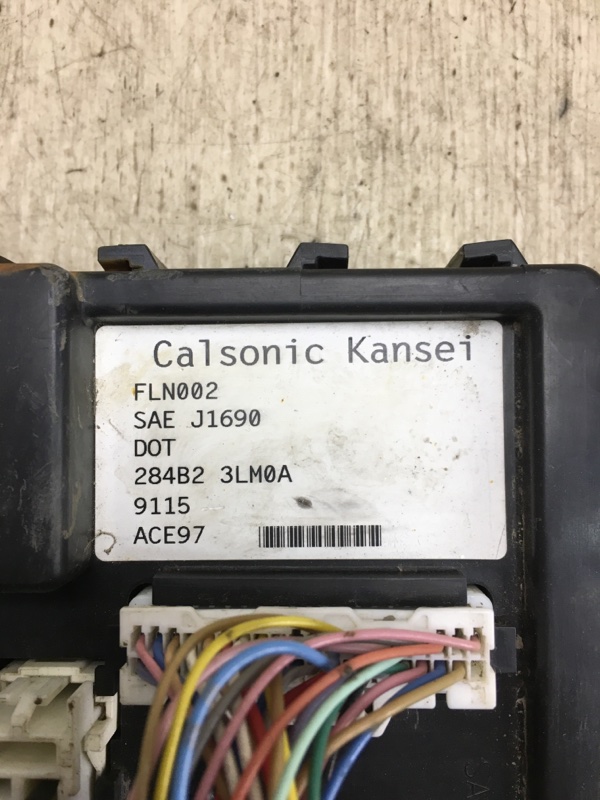 Calsonic Kansei
FLN002
SAE J1690
DOT
284B2 3LM0A
9115
ACE97